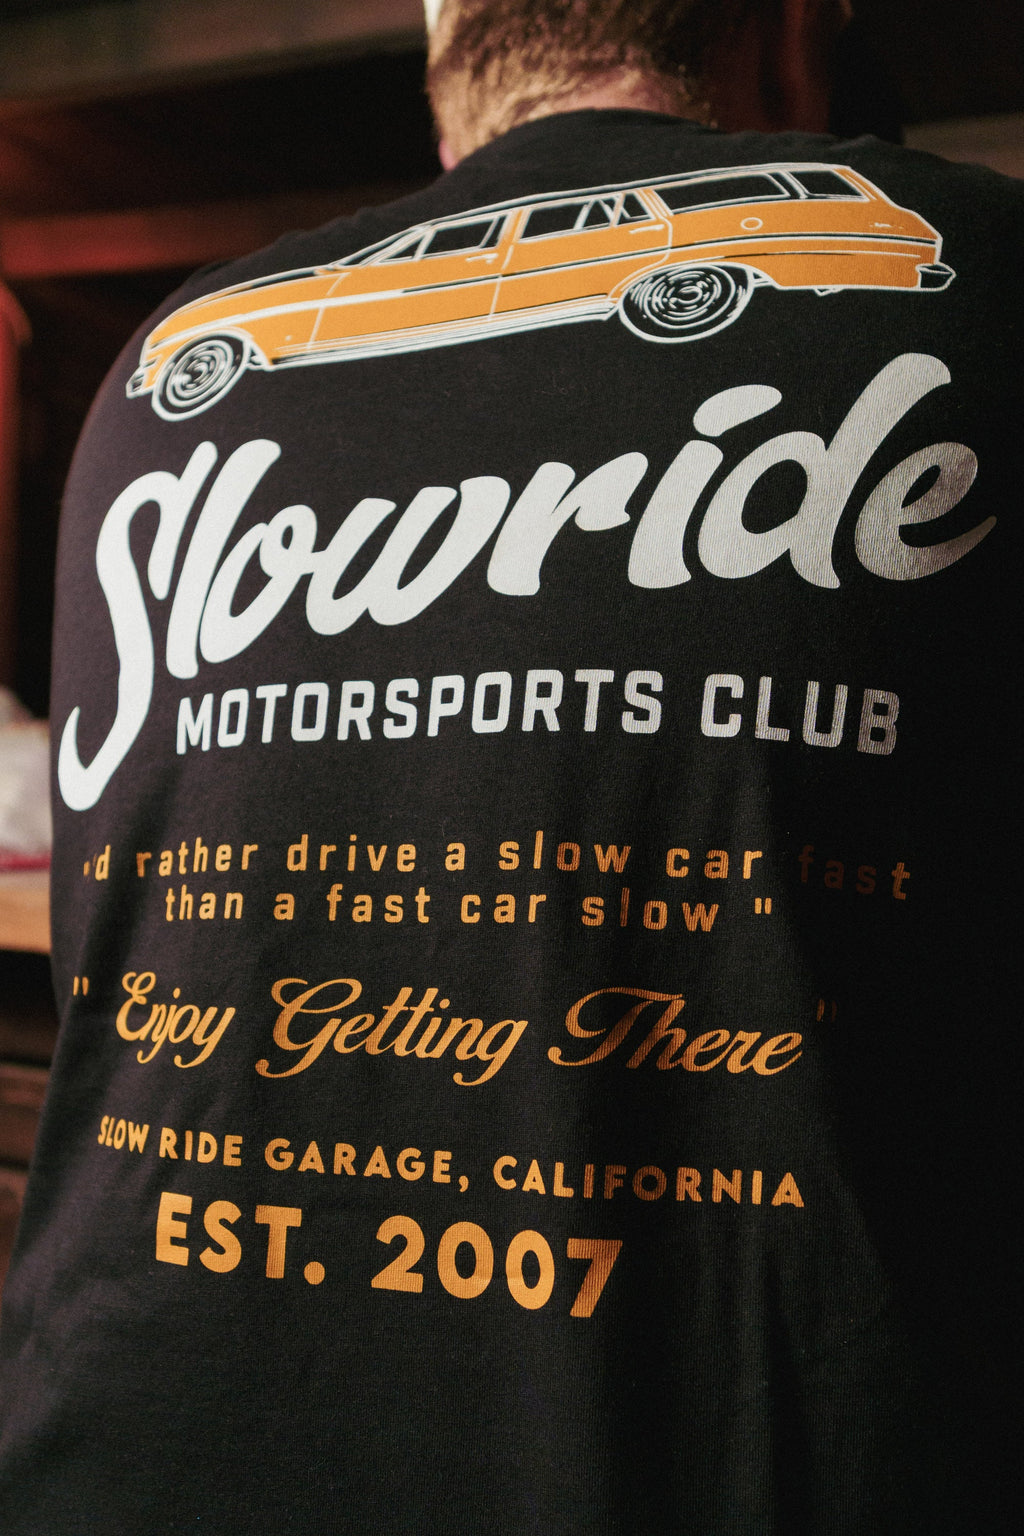 Slowride
MOTORSPORTS CLUB
"'d rather drive a slow car fast
than a fast car slow "
" Enjoy Getting There "
SLOW RIDE GARAGE, CALIFORNIA
EST. 2007